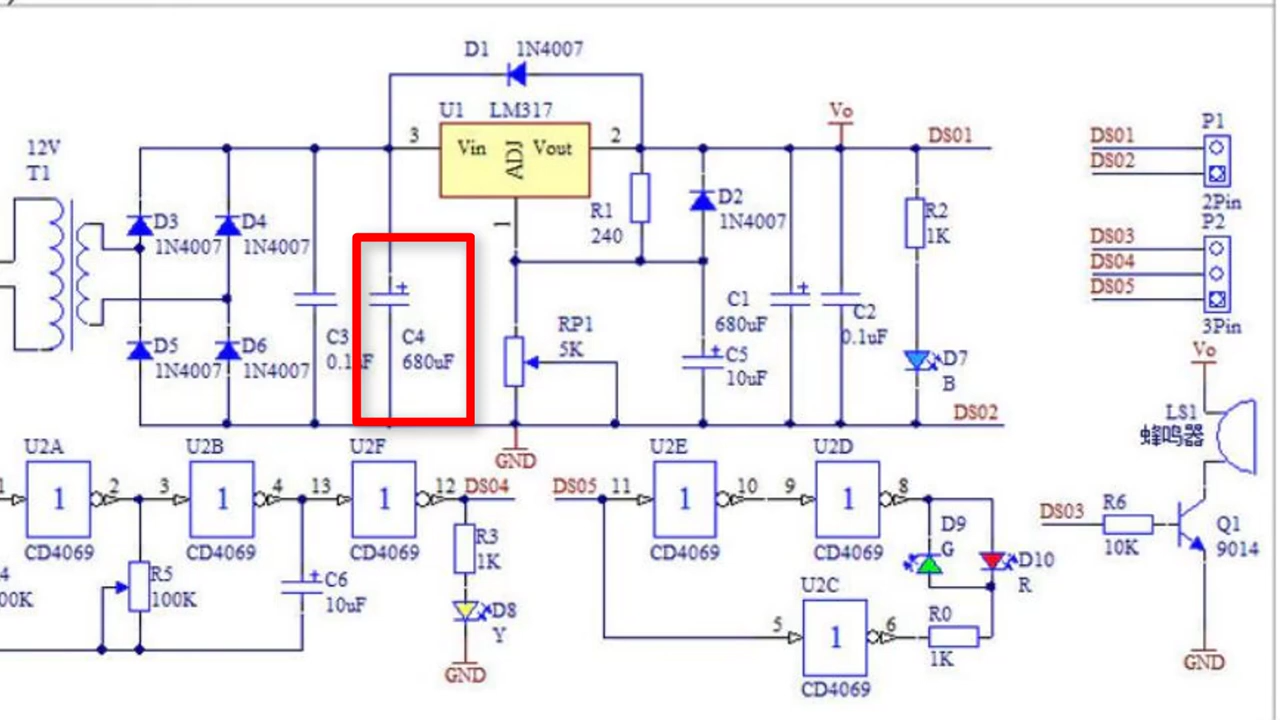 D1 1N4007
U1 LM317
Vo
12V
T1
3 Vin ADJ Vout 2
1
DS01
DS01
DS02
P1
2Pin
D3
1N4007
D4
1N4007
R1
240
D2
1N4007
R2
1K
DS03
DS04
DS05
P2
3Pin
D5
1N4007
D6
1N4007
C3
0.1uF
C4
680uF
RP1
5K
C1
680uF
C2
0.1uF
C5
10uF
D7
B
DS02
GND
Vo
LS1
蜂鸣器
U2A
1
2
CD4069
U2B
3
1
4
CD4069
U2F
13
1
12
CD4069
DS04
DS05
U2E
11
1
10
CD4069
U2D
9
1
8
CD4069
DS03
R6
10K
Q1
9014
GND
R5
100K
C6
10uF
R3
1K
D8
Y
GND
D9
G
D10
R
U2C
5
1
6
CD4069
R0
1K